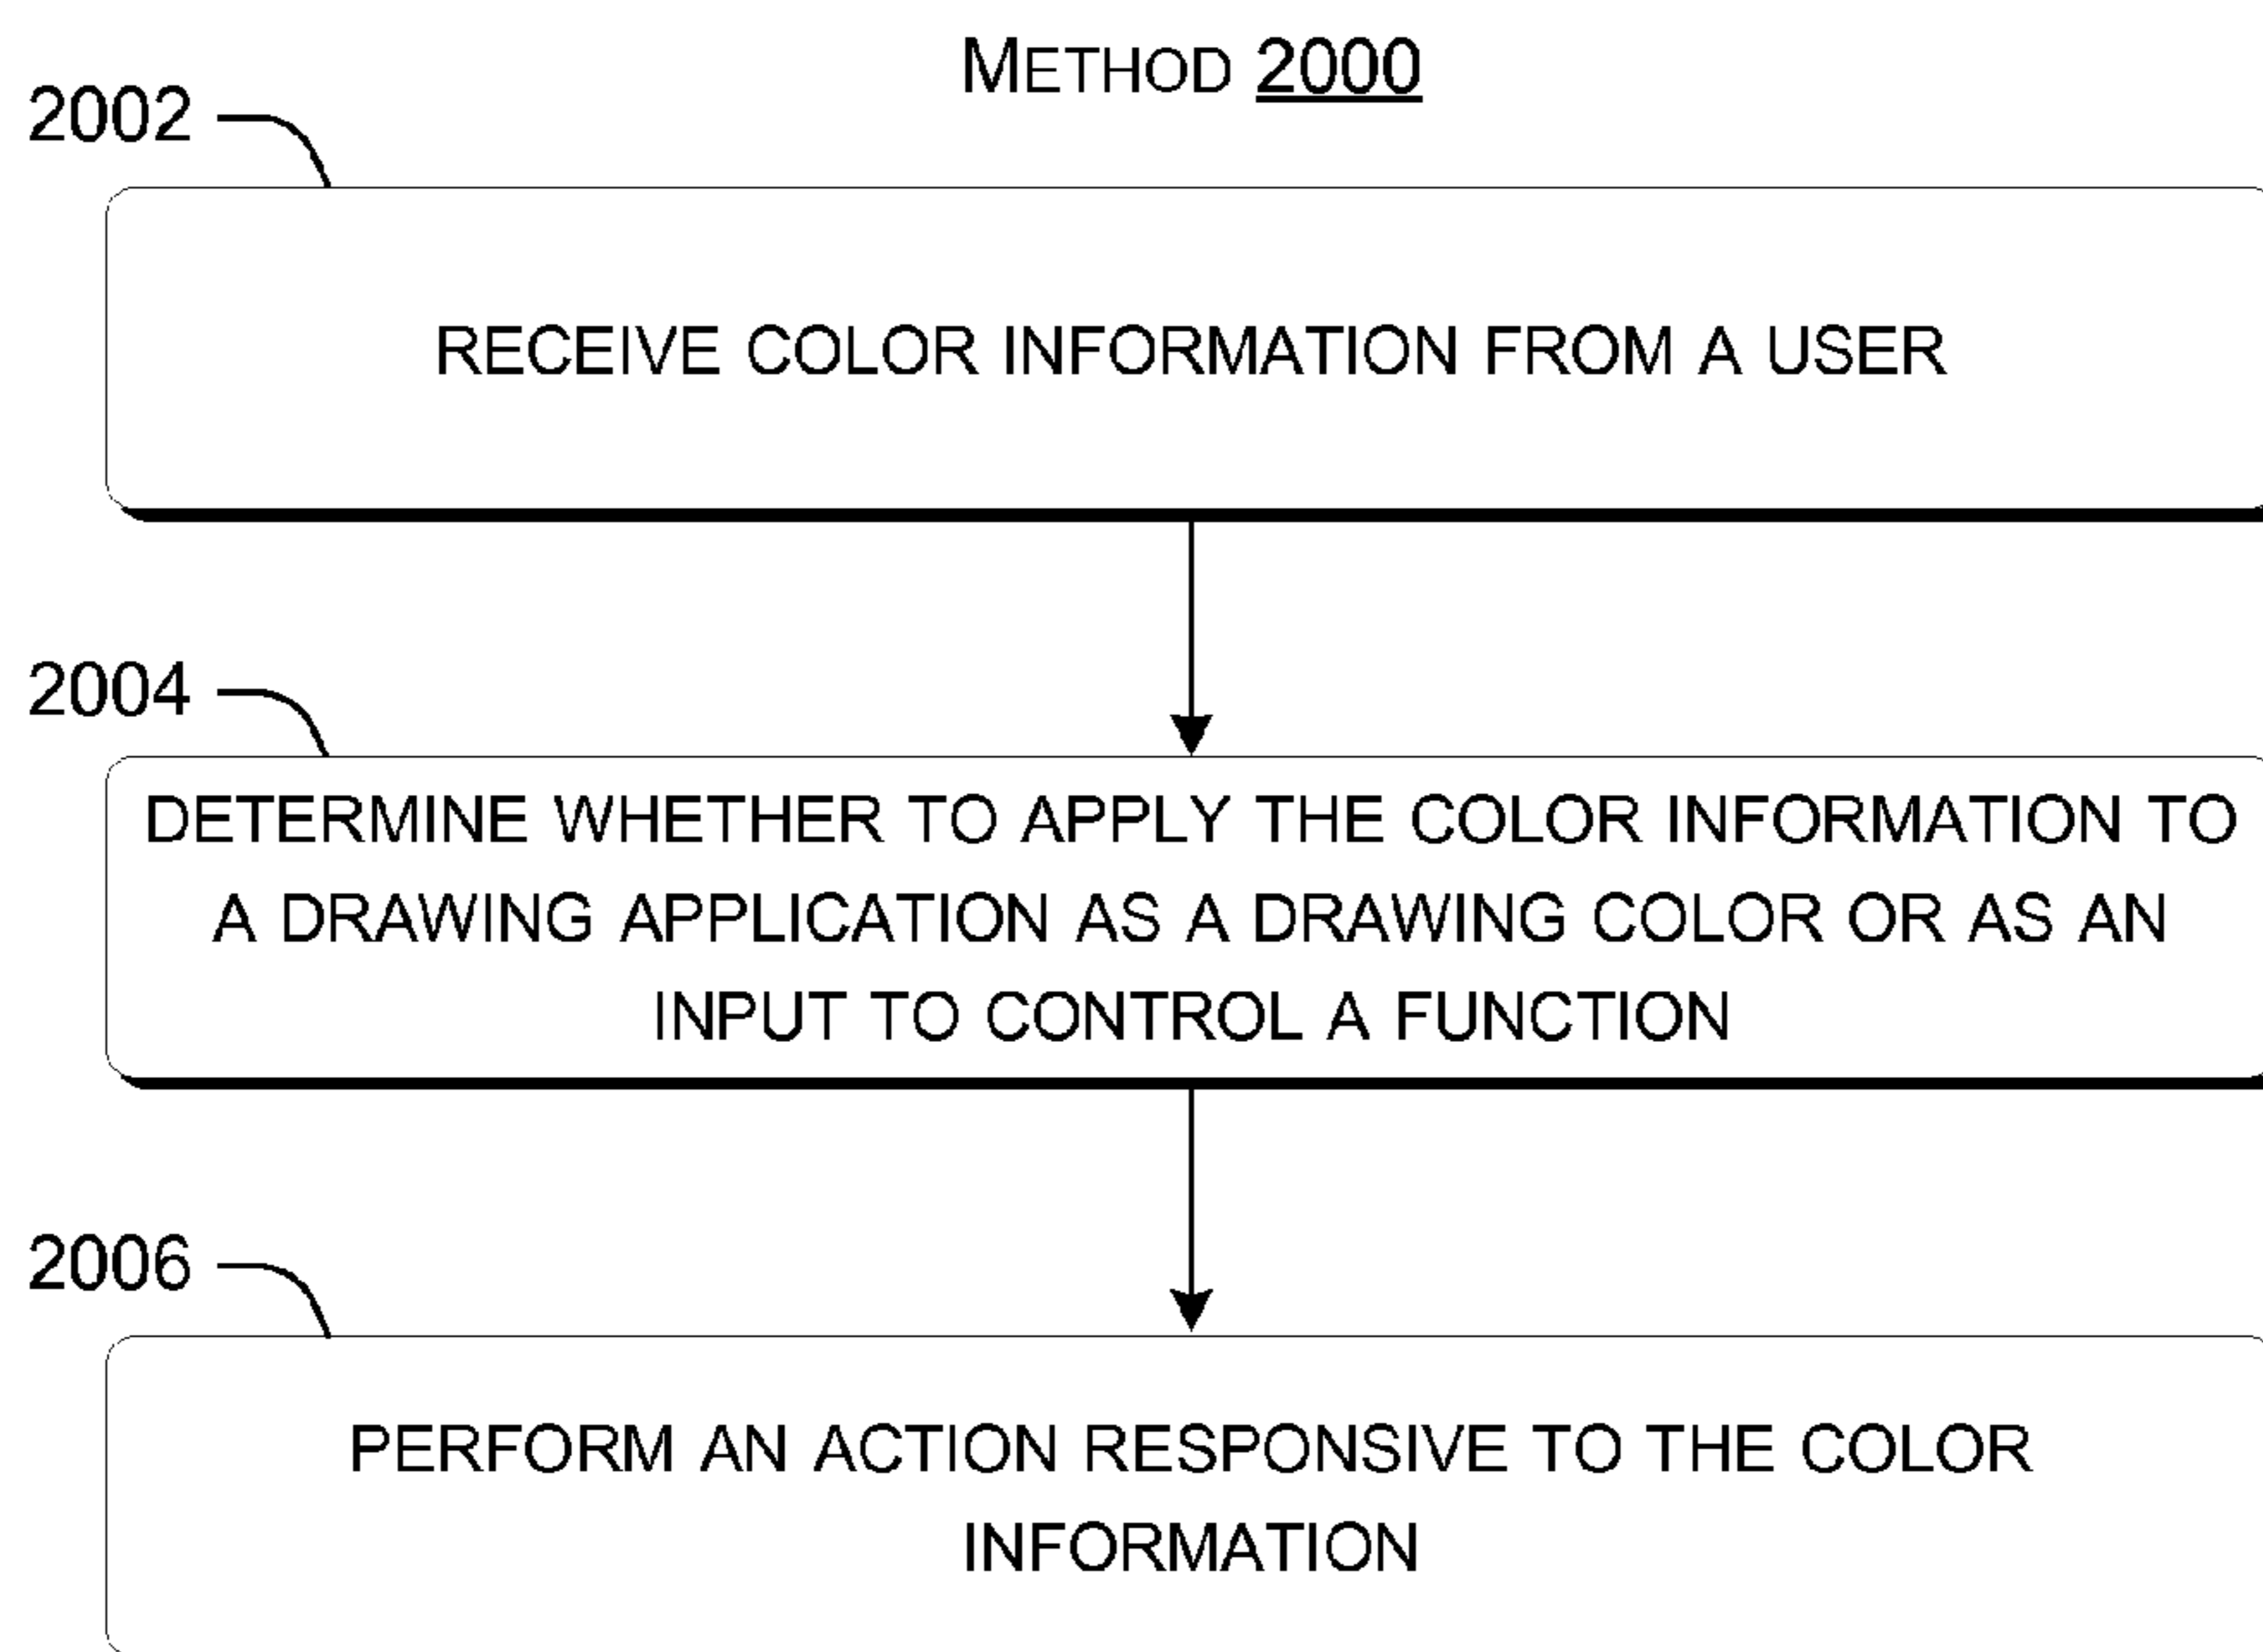 METHOD 2000
2002
RECEIVE COLOR INFORMATION FROM A USER
2004
DETERMINE WHETHER TO APPLY THE COLOR INFORMATION TO
A DRAWING APPLICATION AS A DRAWING COLOR OR AS AN
INPUT TO CONTROL A FUNCTION
2006
PERFORM AN ACTION RESPONSIVE TO THE COLOR
INFORMATION